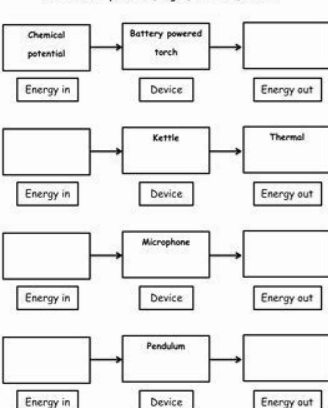 Chemical
potential
Battery powered
torch
Energy in
Device
Energy out
Kettle
Thermal
Energy in
Device
Energy out
Microphone
Energy in
Device
Energy out
Pendulum
Energy in
Device
Energy out